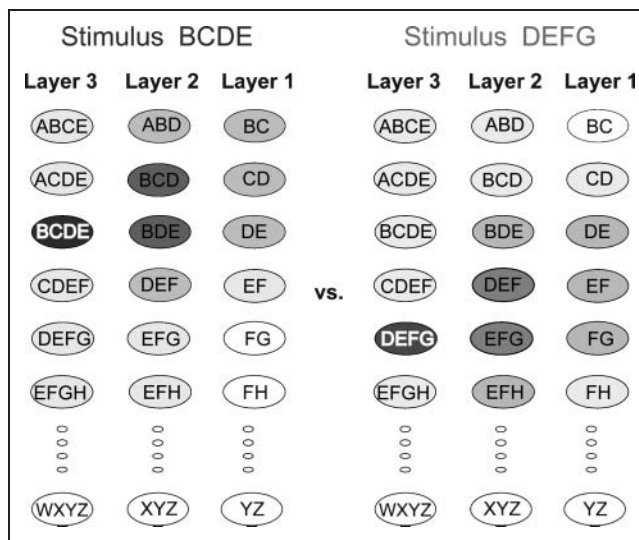 Stimulus BCDE Stimulus DEFG
Layer 3 Layer 2 Layer 1 Layer 3 Layer 2 Layer 1
ABCE ABD BC ABCE ABD BC
ACDE BCD CD ACDE BCD CD
BCDE BDE DE BCDE BDE DE
CDEF DEF EF CDEF DEF EF
vs.
DEFG EFG FG DEFG EFG FG
EFGH EFH FH EFGH EFH FH
WXYZ XYZ YZ WXYZ XYZ YZ